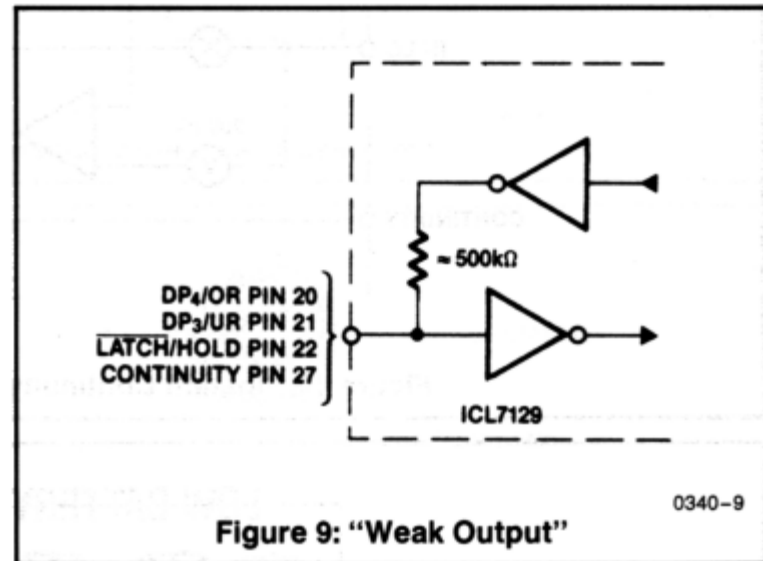 ≈ 500kΩ
DP₄/OR PIN 20
DP₃/UR PIN 21
L̅A̅T̅C̅H̅/HOLD PIN 22
CONTINUITY PIN 27
ICL7129
0340–9
Figure 9: “Weak Output”